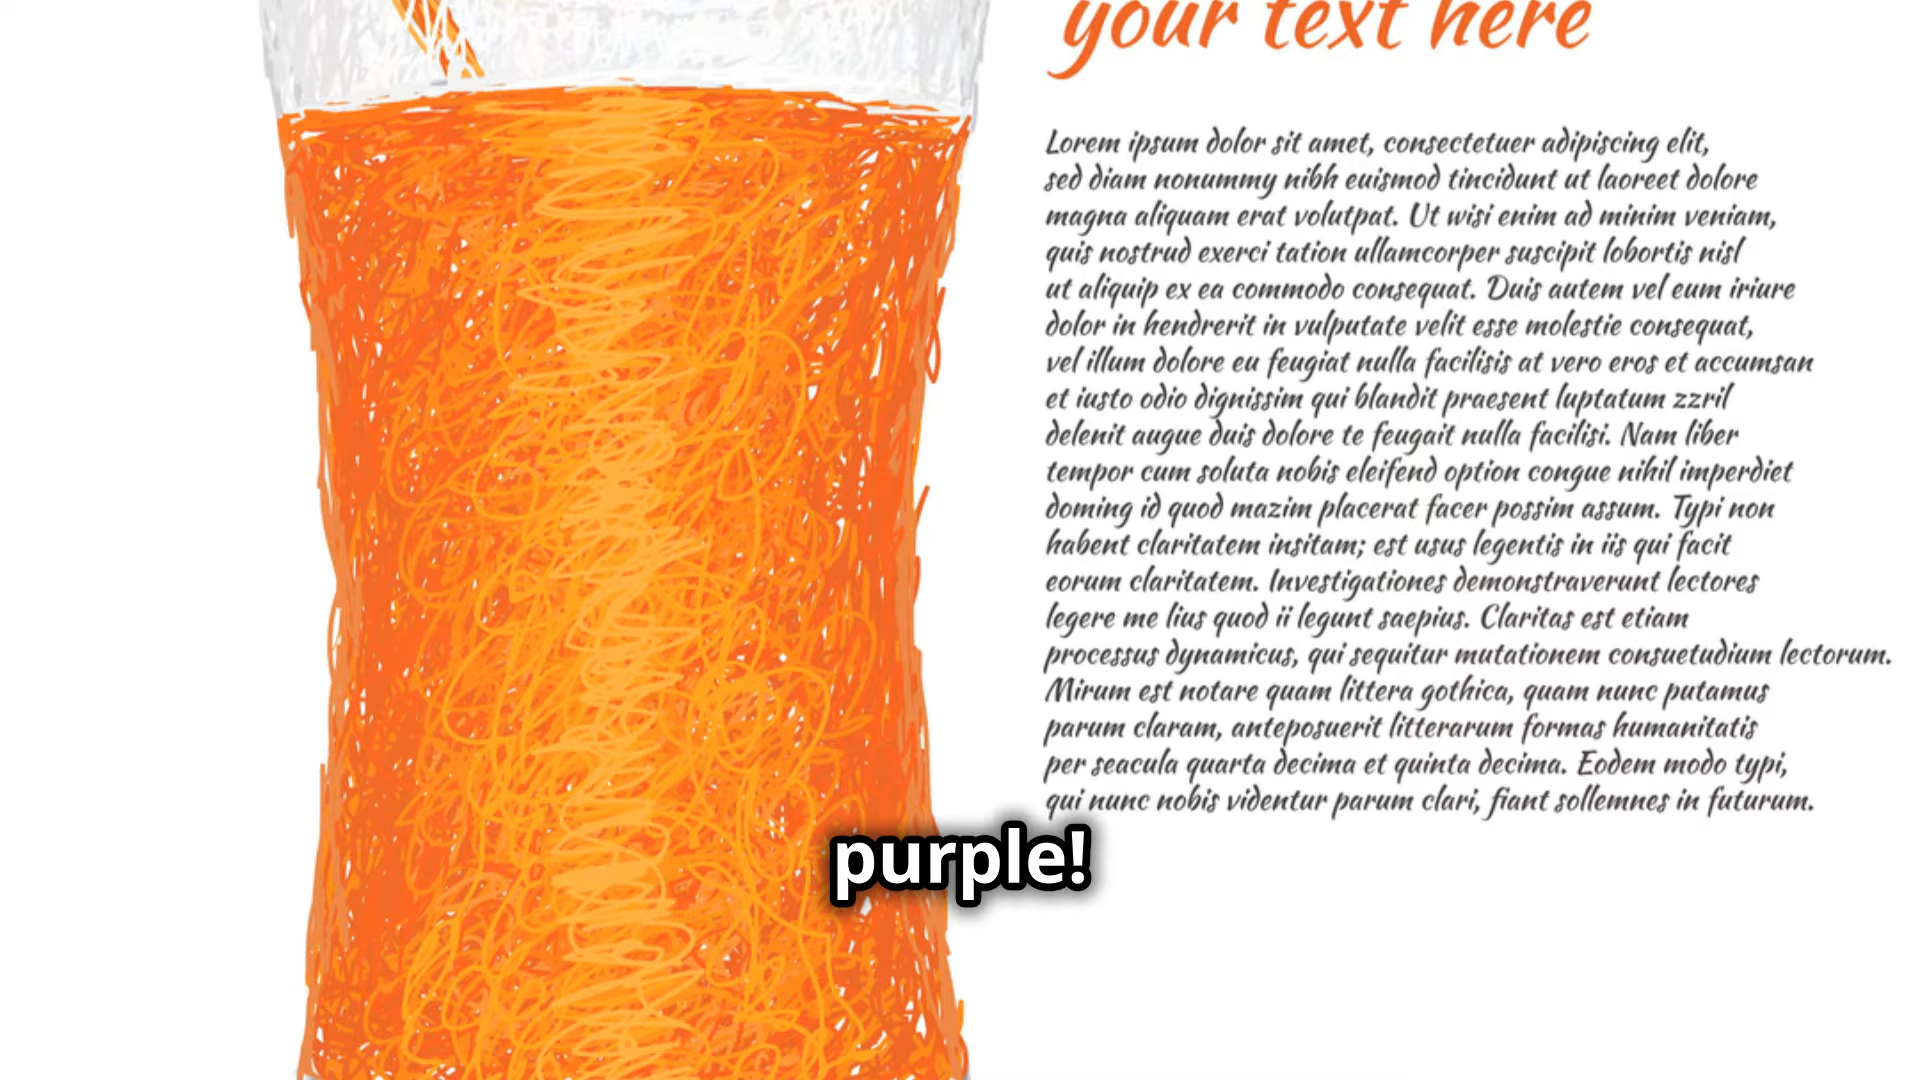 your text here
Lorem ipsum dolor sit amet, consectetuer adipiscing elit,
sed diam nonummy nibh euismod tincidunt ut laoreet dolore
magna aliquam erat volutpat. Ut wisi enim ad minim veniam,
quis nostrud exerci tation ullamcorper suscipit lobortis nisl
ut aliquip ex ea commodo consequat. Duis autem vel eum iriure
dolor in hendrerit in vulputate velit esse molestie consequat,
vel illum dolore eu feugiat nulla facilisis at vero eros et accumsan
et iusto odio dignissim qui blandit praesent luptatum zzril
delenit augue duis dolore te feugait nulla facilisi. Nam liber
tempor cum soluta nobis eleifend option congue nihil imperdiet
doming id quod mazim placerat facer possim assum. Typi non
habent claritatem insitam; est usus legentis in iis qui facit
eorum claritatem. Investigationes demonstraverunt lectores
legere me lius quod ii legunt saepius. Claritas est etiam
processus dynamicus, qui sequitur mutationem consuetudium lectorum.
Mirum est notare quam littera gothica, quam nunc putamus
parum claram, anteposuerit litterarum formas humanitatis
per seacula quarta decima et quinta decima. Eodem modo typi,
qui nunc nobis videntur parum clari, fiant sollemnes in futurum.
purple!